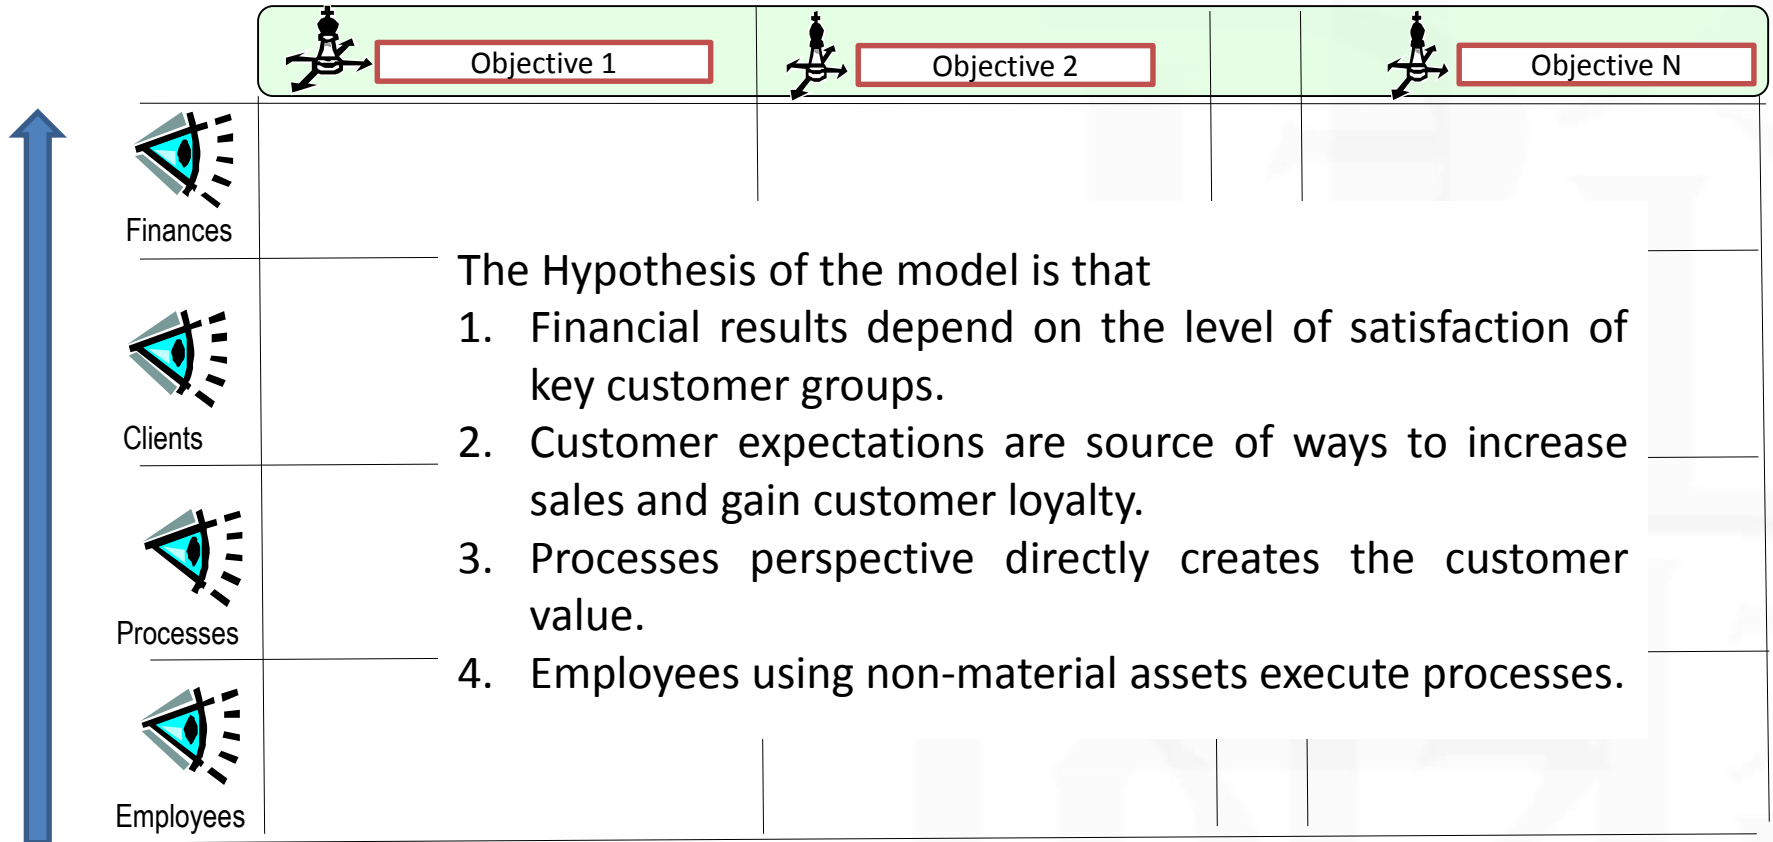 Objective 1
Objective 2
Objective N
Finances
Clients
Processes
Employees
The Hypothesis of the model is that
1. Financial results depend on the level of satisfaction of
key customer groups.
2. Customer expectations are source of ways to increase
sales and gain customer loyalty.
3. Processes perspective directly creates the customer
value.
4. Employees using non-material assets execute processes.